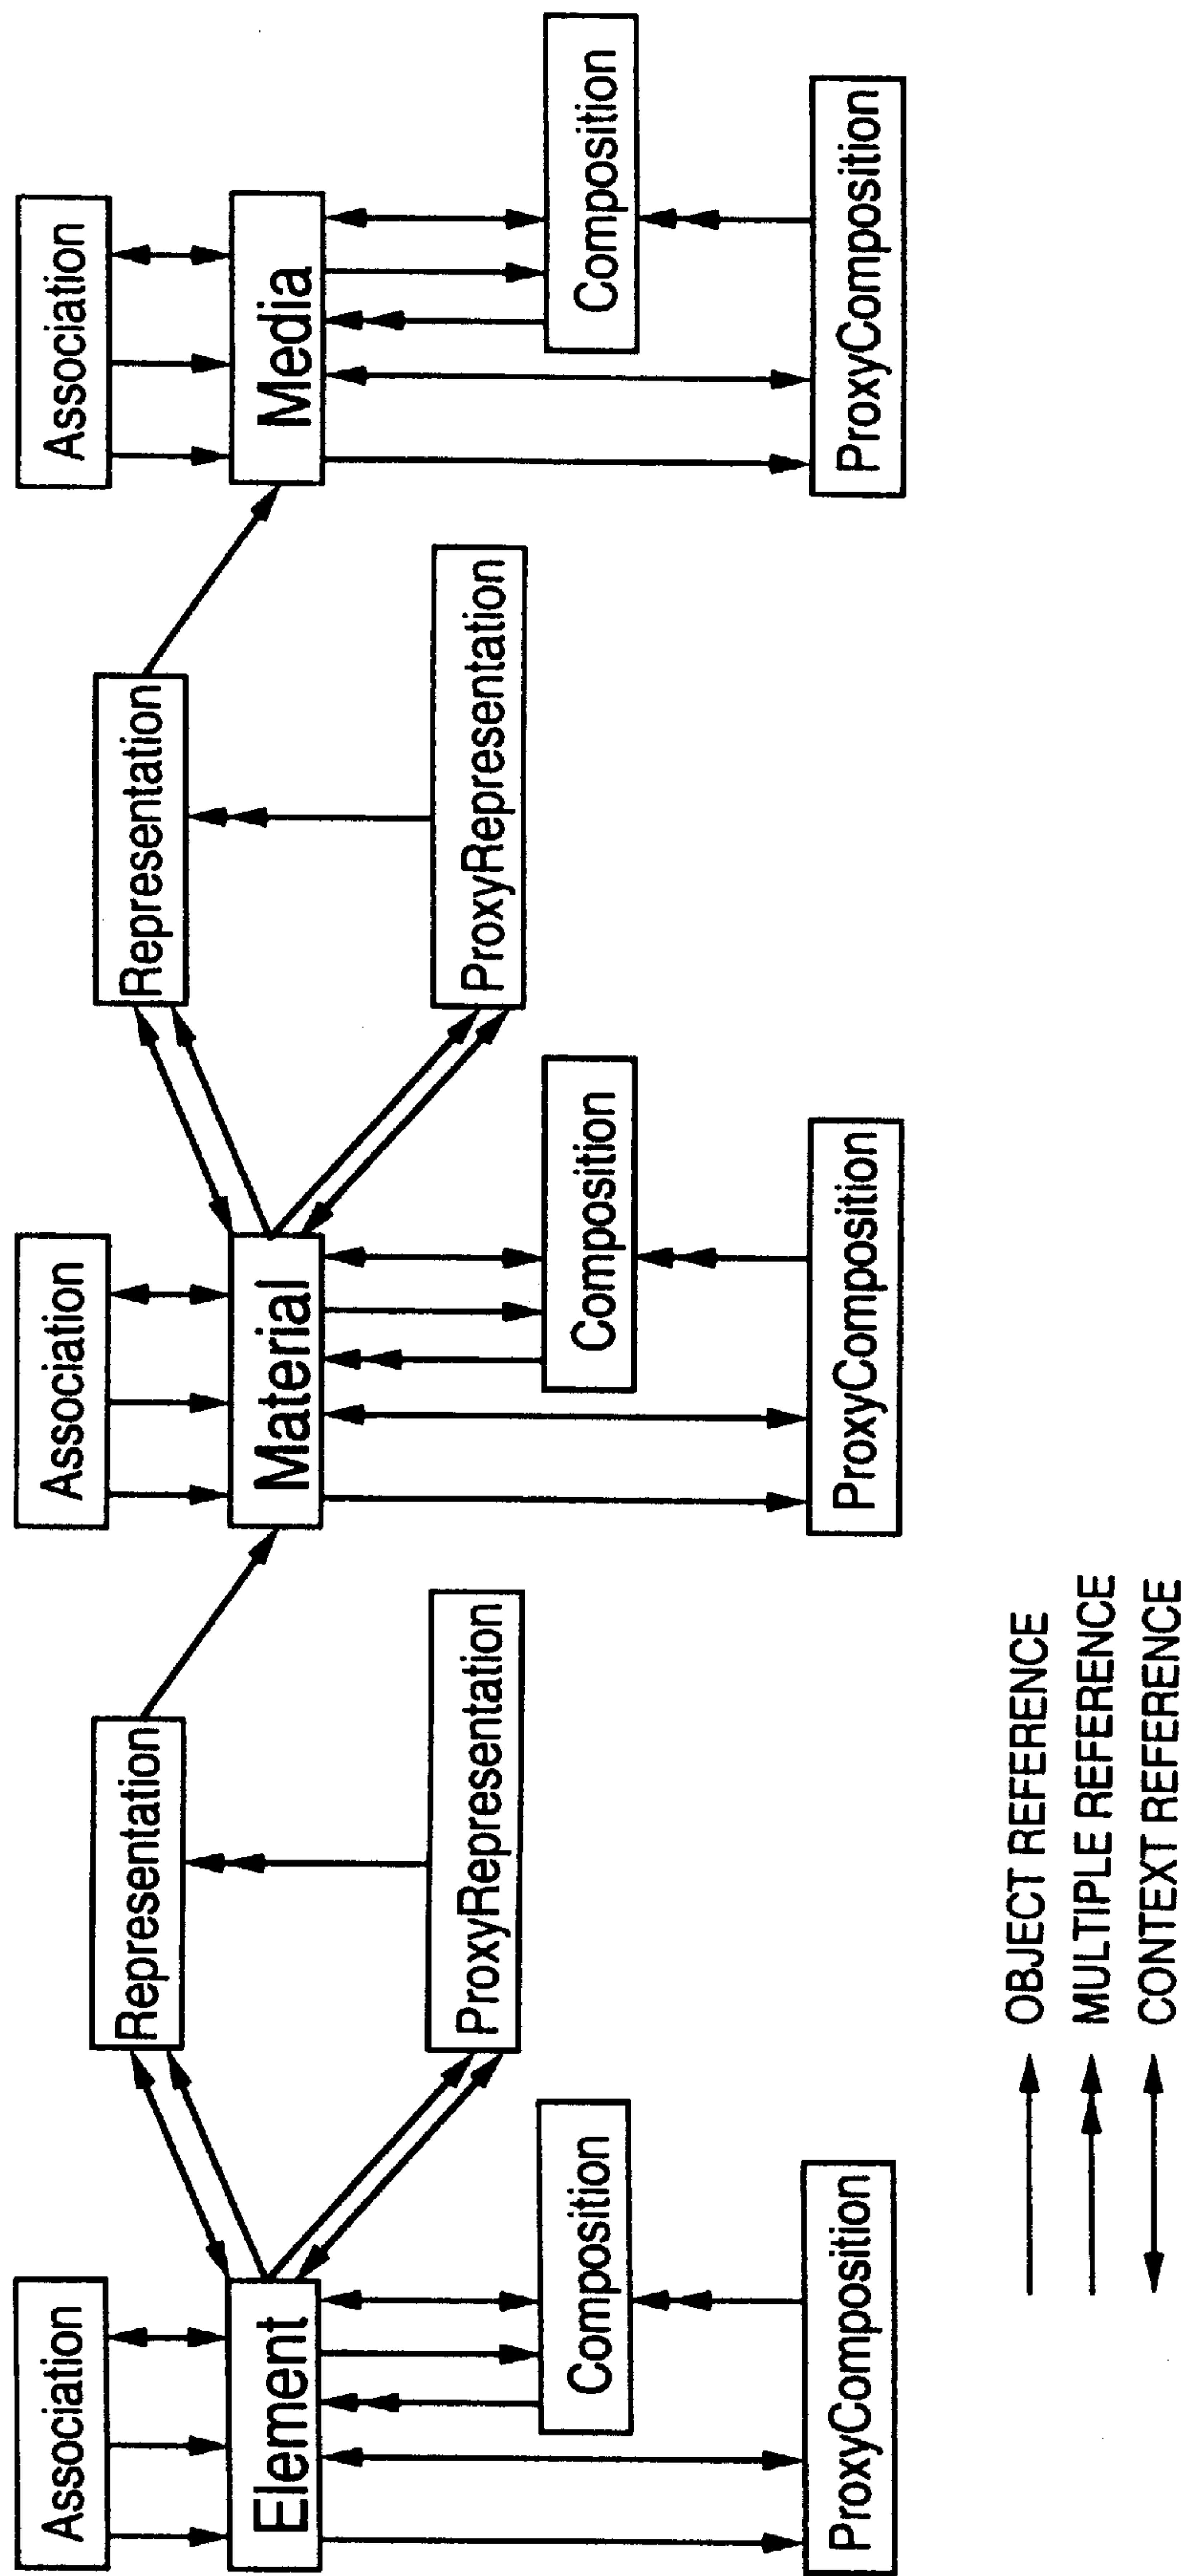 Association
Association
Association
Representation
Representation
Element
Material
Media
ProxyRepresentation
ProxyRepresentation
Composition
Composition
Composition
ProxyComposition
ProxyComposition
ProxyComposition
OBJECT REFERENCE
MULTIPLE REFERENCE
CONTEXT REFERENCE